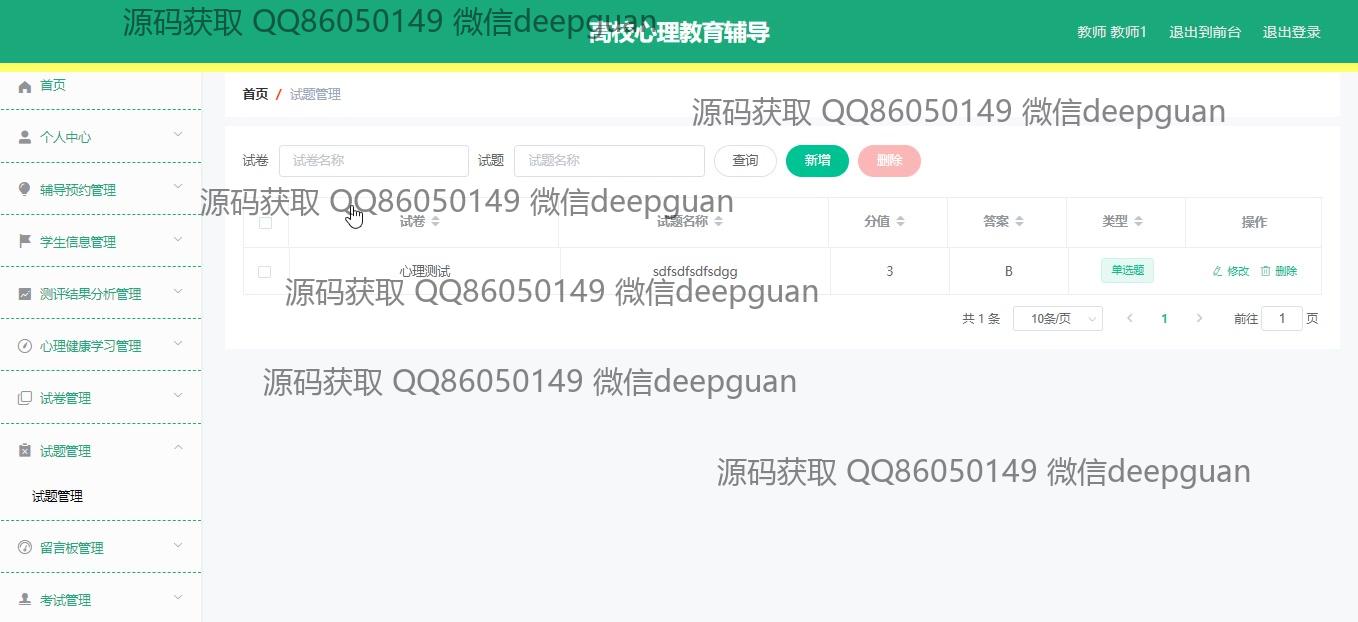 源码获取 QQ86050149 微信deepguan
高校心理教育辅导
教师 教师1 退出到前台 退出登录
首页
个人中心
辅导预约管理
学生信息管理
测评结果分析管理
心理健康学习管理
试卷管理
试题管理
试题管理
留言板管理
考试管理
首页 / 试题管理
源码获取 QQ86050149 微信deepguan
试卷 试卷名称 试题 试题名称 查询 新增 删除
源码获取 QQ86050149 微信deepguan
试卷 试题名称 分值 答案 类型 操作
心理测试 sdfsdfsdfsdgg 3 B 单选题 修改 删除
源码获取 QQ86050149 微信deepguan
共 1 条 10条/页 1 前往 1 页
源码获取 QQ86050149 微信deepguan
源码获取 QQ86050149 微信deepguan